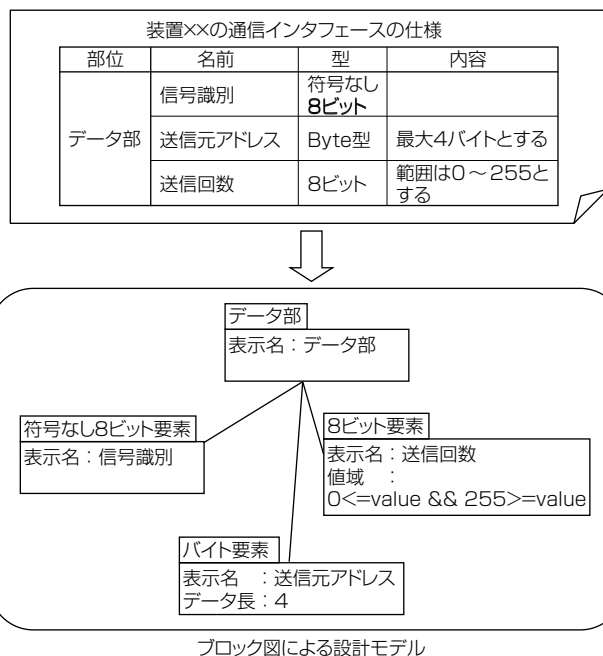 装置××の通信インタフェースの仕様
部位 名前 型 内容
データ部
信号識別 符号なし
8ビット
送信元アドレス Byte型 最大4バイトとする
送信回数 8ビット 範囲は0～255と
する
データ部
表示名：データ部
符号なし8ビット要素
表示名：信号識別
8ビット要素
表示名：送信回数
値域　：
0<=value && 255>=value
バイト要素
表示名　：送信元アドレス
データ長：4
ブロック図による設計モデル